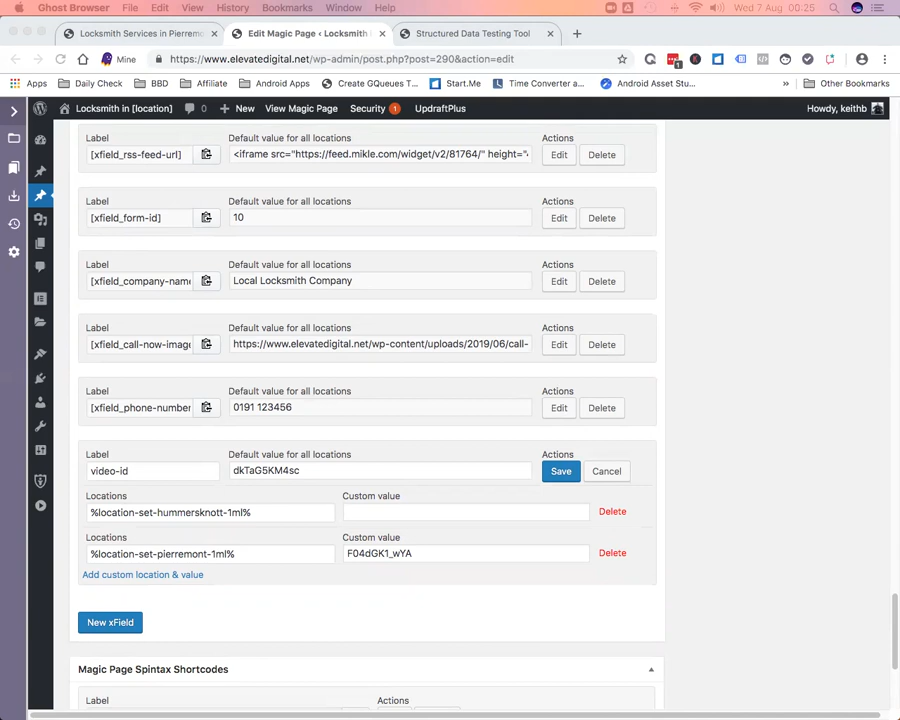 Ghost Browser File Edit View History Bookmarks Window Help Wed 7 Aug 00:25
Locksmith Services in Pierremo Edit Magic Page ‹ Locksmith Structured Data Testing Tool
Mine https://www.elevatedigital.net/wp-admin/post.php?post=290&action=edit
Apps Daily Check BBD Affiliate Create GQueues T... Start.Me Time Converter a... Android Apps Android Asset Stu... Other Bookmarks
Locksmith in [location] 0 New View Magic Page Security 1 UpdraftPlus Howdy, keithb
Label Default value for all locations Actions
[xfield_rss-feed-url] <iframe src="https://feed.mikle.com/widget/v2/81764/" height=" Edit Delete
Label Default value for all locations Actions
[xfield_form-id] 10 Edit Delete
Label Default value for all locations Actions
[xfield_company-name Local Locksmith Company Edit Delete
Label Default value for all locations Actions
[xfield_call-now-image https://www.elevatedigital.net/wp-content/uploads/2019/06/call- Edit Delete
Label Default value for all locations Actions
[xfield_phone-number 0191 123456 Edit Delete
Label Default value for all locations Actions
video-id dkTaG5KM4sc Save Cancel
Locations Custom value
%location-set-hummersknott-1ml% Delete
Locations Custom value
%location-set-pierremont-1ml% F04dGK1_wYA Delete
Add custom location & value
New xField
Magic Page Spintax Shortcodes
Label Actions